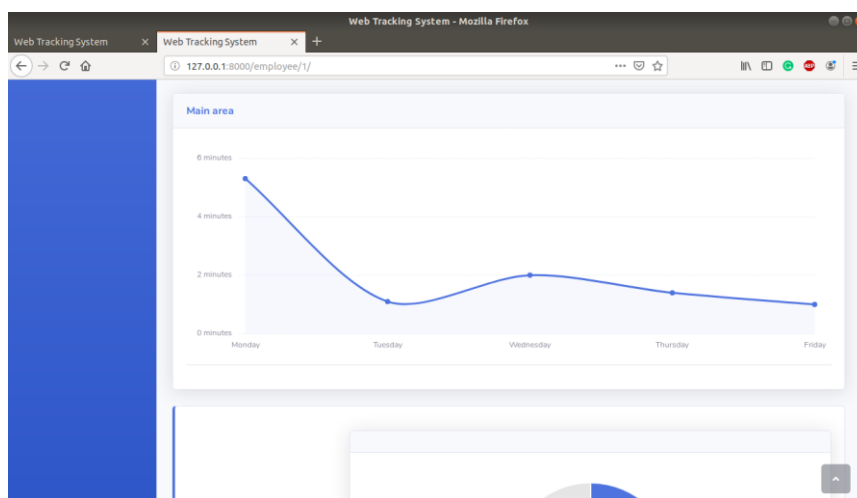 Web Tracking System - Mozilla Firefox
Web Tracking System × Web Tracking System × +
127.0.0.1:8000/employee/1/
ABP
Main area
6 minutes
4 minutes
2 minutes
0 minutes
Monday Tuesday Wednesday Thursday Friday